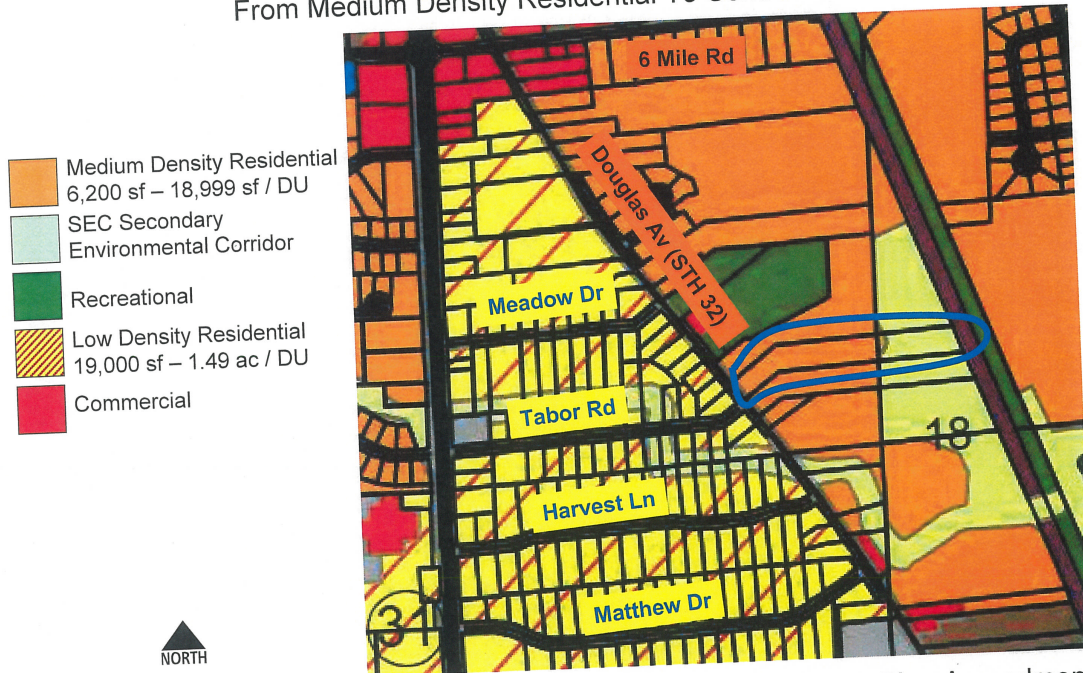 From Medium Density Residential To
6 Mile Rd
Medium Density Residential
6,200 sf – 18,999 sf / DU
SEC Secondary
Environmental Corridor
Recreational
Low Density Residential
19,000 sf – 1.49 ac / DU
Commercial
Douglas Av (STH 32)
Meadow Dr
Tabor Rd
18
Harvest Ln
Matthew Dr
31
NORTH